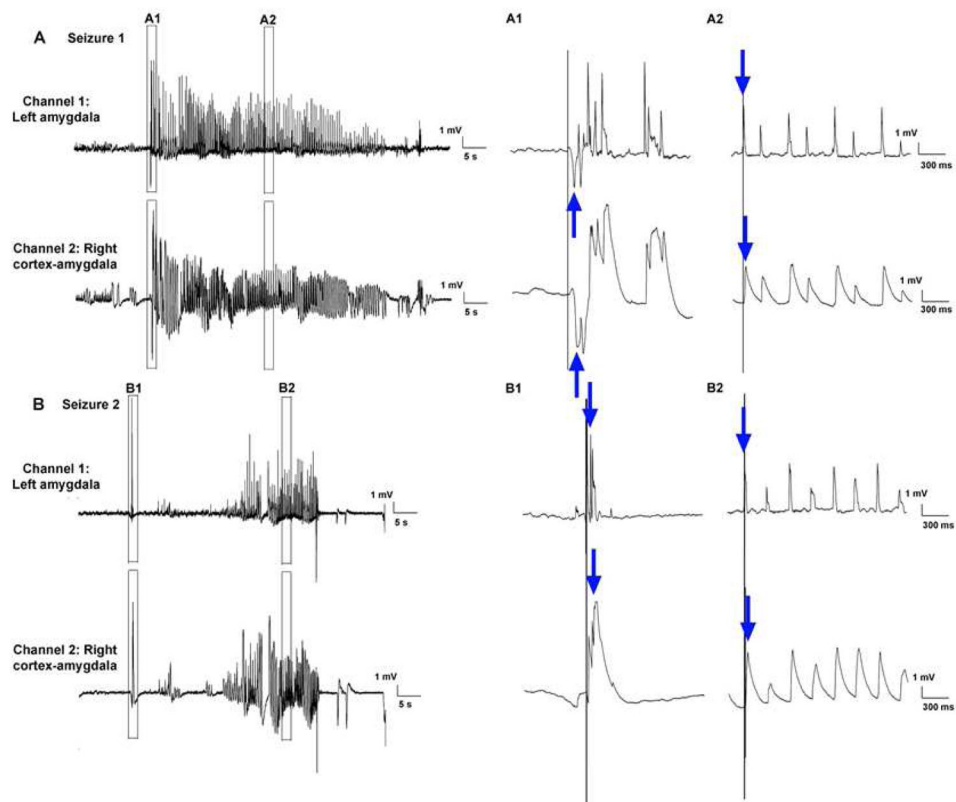 A1 A2 A1 A2
A Seizure 1
Channel 1:
Left amygdala
1 mV
5 s
1 mV
300 ms
Channel 2: Right
cortex-amygdala
1 mV
5 s
1 mV
300 ms
B1 B2 B1 B2
B Seizure 2
Channel 1:
Left amygdala
1 mV
5 s
1 mV
300 ms
Channel 2: Right
cortex-amygdala
1 mV
5 s
1 mV
300 ms